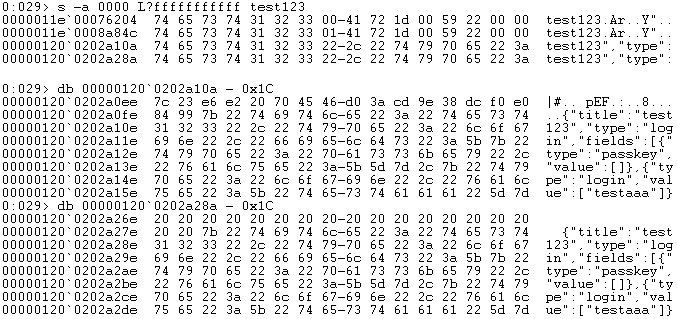 0:029> s -a 0000 L?fffffffffff test123
0000011e`00076204  74 65 73 74 31 32 33 00-41 72 1d 00 59 22 00 00  test123.Ar..Y"..
0000011e`0008a84c  74 65 73 74 31 32 33 01-41 72 1d 00 59 22 00 00  test123.Ar..Y"..
00000120`0202a10a  74 65 73 74 31 32 33 22-2c 22 74 79 70 65 22 3a  test123","type":
00000120`0202a28a  74 65 73 74 31 32 33 22-2c 22 74 79 70 65 22 3a  test123","type":
0:029> db 00000120`0202a10a - 0x1C
00000120`0202a0ee  7c 23 e6 e2 20 70 45 46-d0 3a cd 9e 38 dc f0 e0  |#.. pEF.:..8...
00000120`0202a0fe  84 99 7b 22 74 69 74 6c-65 22 3a 22 74 65 73 74  ..{"title":"test
00000120`0202a10e  31 32 33 22 2c 22 74 79-70 65 22 3a 22 6c 6f 67  123","type":"log
00000120`0202a11e  69 6e 22 2c 22 66 69 65-6c 64 73 22 3a 5b 7b 22  in","fields":[{"
00000120`0202a12e  74 79 70 65 22 3a 22 70-61 73 73 6b 65 79 22 2c  type":"passkey",
00000120`0202a13e  22 76 61 6c 75 65 22 3a-5b 5d 7d 2c 7b 22 74 79  "value":[]},{"ty
00000120`0202a14e  70 65 22 3a 22 6c 6f 67-69 6e 22 2c 22 76 61 6c  pe":"login","val
00000120`0202a15e  75 65 22 3a 5b 22 74 65-73 74 61 61 61 22 5d 7d  ue":["testaaa"]}
0:029> db 00000120`0202a28a - 0x1C
00000120`0202a26e  20 20 20 20 20 20 20 20-20 20 20 20 20 20 20 20
00000120`0202a27e  20 20 7b 22 74 69 74 6c-65 22 3a 22 74 65 73 74    {"title":"test
00000120`0202a28e  31 32 33 22 2c 22 74 79-70 65 22 3a 22 6c 6f 67  123","type":"log
00000120`0202a29e  69 6e 22 2c 22 66 69 65-6c 64 73 22 3a 5b 7b 22  in","fields":[{"
00000120`0202a2ae  74 79 70 65 22 3a 22 70-61 73 73 6b 65 79 22 2c  type":"passkey",
00000120`0202a2be  22 76 61 6c 75 65 22 3a-5b 5d 7d 2c 7b 22 74 79  "value":[]},{"ty
00000120`0202a2ce  70 65 22 3a 22 6c 6f 67-69 6e 22 2c 22 76 61 6c  pe":"login","val
00000120`0202a2de  75 65 22 3a 5b 22 74 65-73 74 61 61 61 22 5d 7d  ue":["testaaa"]}